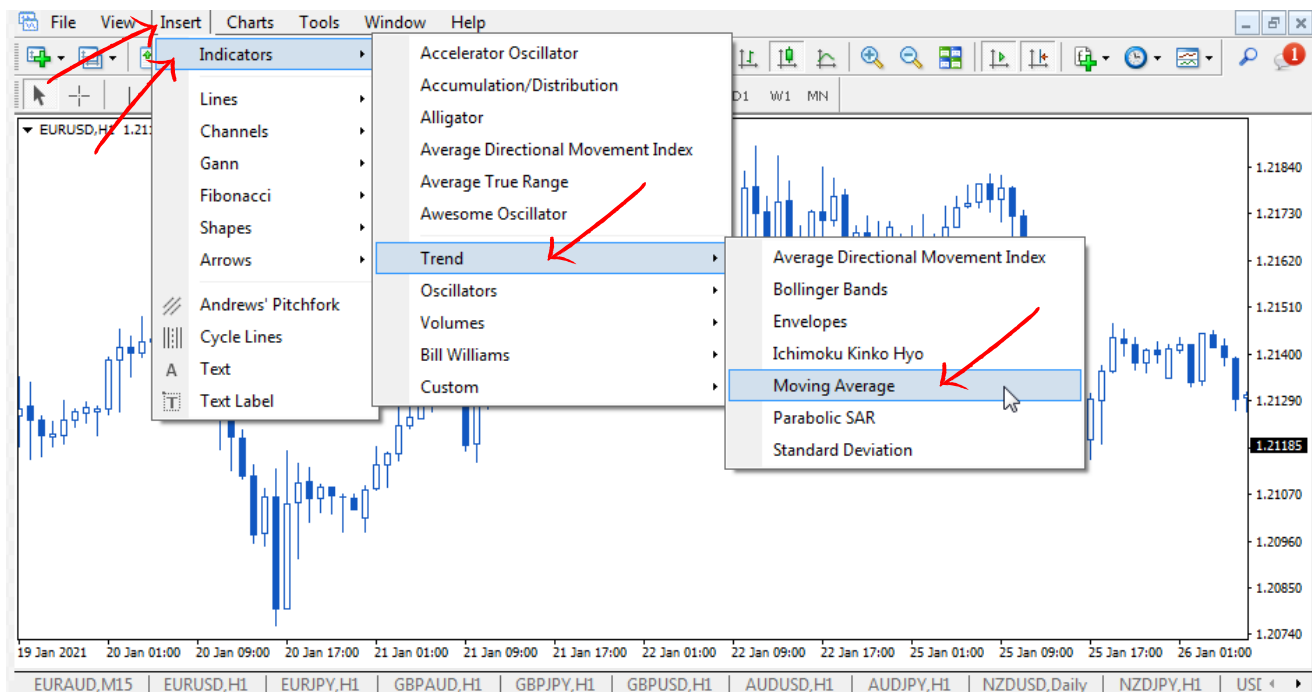 File View Insert Charts Tools Window Help
1
Indicators
Lines
Channels
Gann
Fibonacci
Shapes
Arrows
Andrews' Pitchfork
Cycle Lines
A Text
T Text Label
Accelerator Oscillator
Accumulation/Distribution
Alligator
Average Directional Movement Index
Average True Range
Awesome Oscillator
Trend
Oscillators
Volumes
Bill Williams
Custom
Average Directional Movement Index
Bollinger Bands
Envelopes
Ichimoku Kinko Hyo
Moving Average
Parabolic SAR
Standard Deviation
D1 W1 MN
EURUSD,H1 1.211
1.21840
1.21730
1.21620
1.21510
1.21400
1.21290
1.21185
1.21070
1.20960
1.20850
1.20740
19 Jan 2021 20 Jan 01:00 20 Jan 09:00 20 Jan 17:00 21 Jan 01:00 21 Jan 09:00 21 Jan 17:00 22 Jan 01:00 22 Jan 09:00 22 Jan 17:00 25 Jan 01:00 25 Jan 09:00 25 Jan 17:00 26 Jan 01:00
EURAUD,M15 | EURUSD,H1 | EURJPY,H1 | GBPAUD,H1 | GBPJPY,H1 | GBPUSD,H1 | AUDUSD,H1 | AUDJPY,H1 | NZDUSD,Daily | NZDJPY,H1